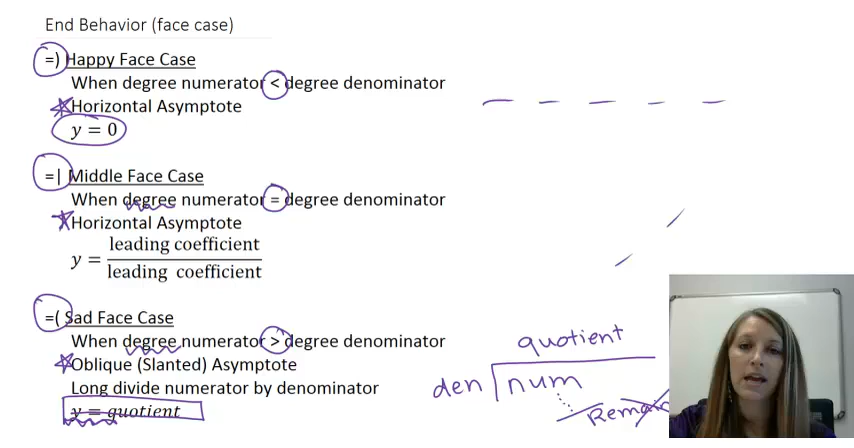 End Behavior (face case)
=) Happy Face Case
When degree numerator < degree denominator
Horizontal Asymptote
y = 0
=| Middle Face Case
When degree numerator = degree denominator
Horizontal Asymptote
y = leading coefficient
leading coefficient
=( Sad Face Case
When degree numerator > degree denominator
Oblique (Slanted) Asymptote
Long divide numerator by denominator
y = quotient
quotient
den num
Remain